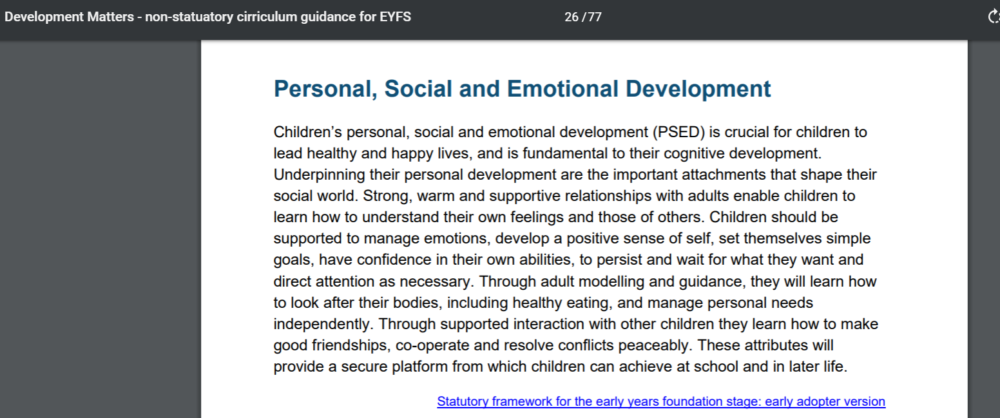 Development Matters - non-statuatory cirriculum guidance for EYFS
26 / 77
Personal, Social and Emotional Development
Children’s personal, social and emotional development (PSED) is crucial for children to
lead healthy and happy lives, and is fundamental to their cognitive development.
Underpinning their personal development are the important attachments that shape their
social world. Strong, warm and supportive relationships with adults enable children to
learn how to understand their own feelings and those of others. Children should be
supported to manage emotions, develop a positive sense of self, set themselves simple
goals, have confidence in their own abilities, to persist and wait for what they want and
direct attention as necessary. Through adult modelling and guidance, they will learn how
to look after their bodies, including healthy eating, and manage personal needs
independently. Through supported interaction with other children they learn how to make
good friendships, co-operate and resolve conflicts peaceably. These attributes will
provide a secure platform from which children can achieve at school and in later life.
Statutory framework for the early years foundation stage: early adopter version